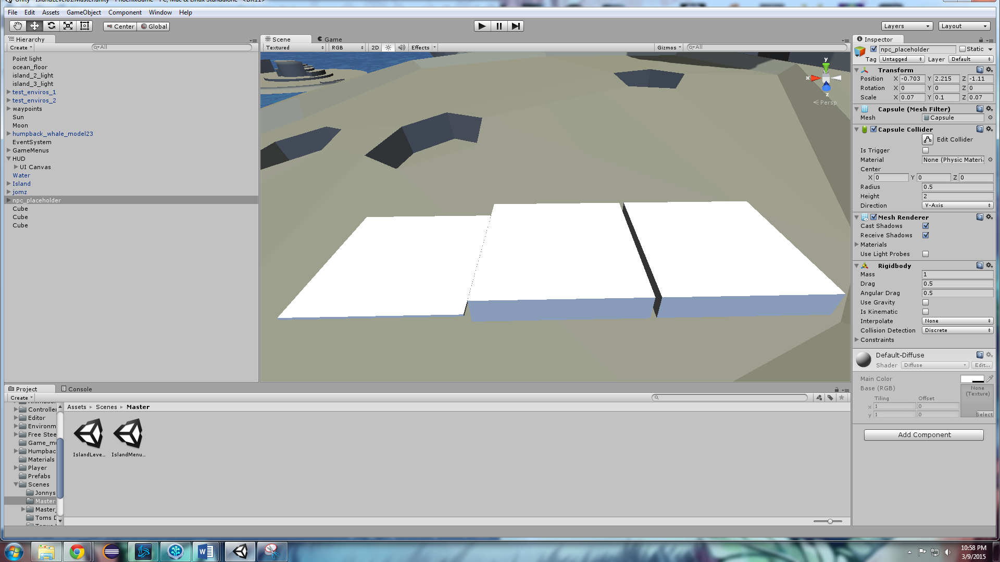 File Edit Assets GameObject Component Window Help
Center Global
Layers Layout
Hierarchy
Create All
Point light
ocean_floor
island_2_light
island_3_light
test_enviros_1
test_enviros_2
waypoints
Sun
Moon
humpback_whale_model23
EventSystem
GameMenus
HUD
UI Canvas
Water
Island
jomz
npc_placeholder
Cube
Cube
Cube
Scene Game
Textured RGB 2D Effects Gizmos All
y
x
z
Persp
Inspector
npc_placeholder Static
Tag Untagged Layer Default
Transform
Position X -0.703 Y 2.215 Z -1.11
Rotation X 0 Y 0 Z 0
Scale X 0.07 Y 0.1 Z 0.07
Capsule (Mesh Filter)
Mesh Capsule
Capsule Collider
Edit Collider
Is Trigger
Material None (Physic Materi
Center
X 0 Y 0 Z 0
Radius 0.5
Height 2
Direction Y-Axis
Mesh Renderer
Cast Shadows
Receive Shadows
Materials
Use Light Probes
Rigidbody
Mass 1
Drag 0.5
Angular Drag 0.5
Use Gravity
Is Kinematic
Interpolate None
Collision Detection Discrete
Constraints
Default-Diffuse
Shader Diffuse Edit...
Main Color
Base (RGB) None
(Texture)
Tiling Offset
x 1 0
y 1 0
Select
Add Component
Project Console
Create
Controlle
Editor
Environm
Free Stee
Game_mu
Humpbac
Materials
Player
Prefabs
Scenes
Jonnys
Master
Master_
Toms D
Assets Scenes Master
IslandLeve... IslandMenu...
10:58 PM
3/9/2015